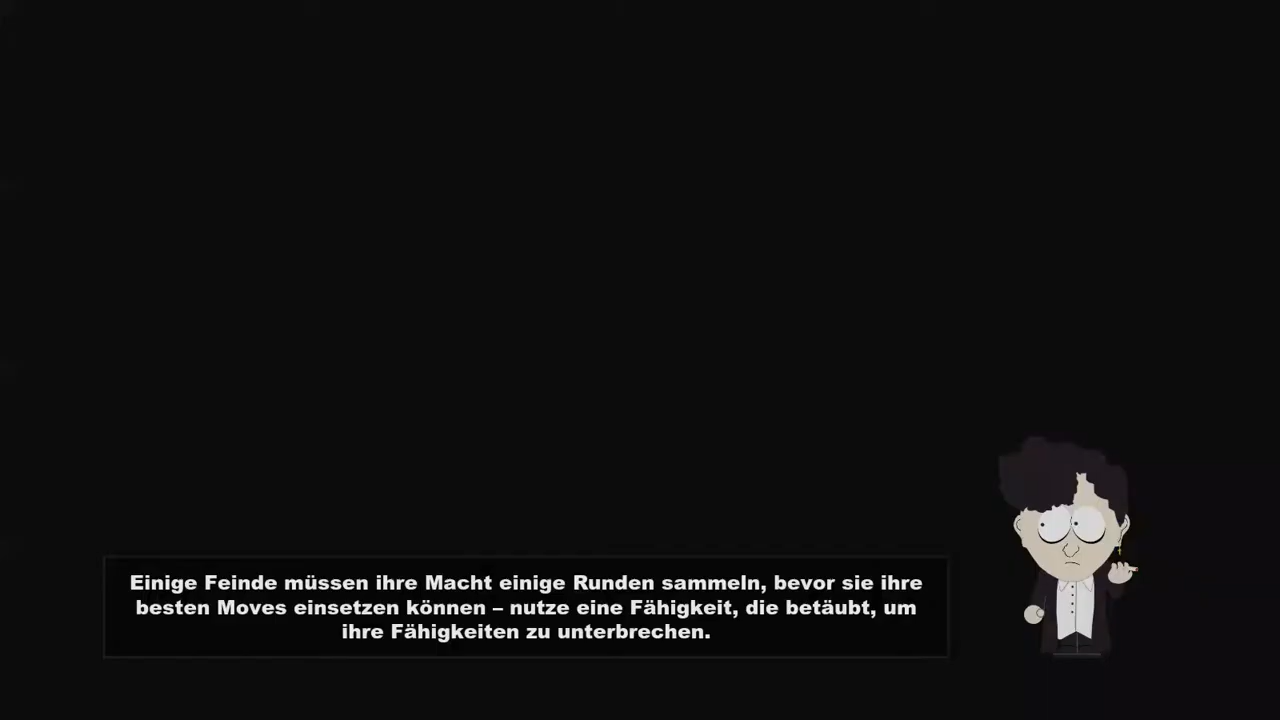 Einige Feinde müssen ihre Macht einige Runden sammeln, bevor sie ihre
besten Moves einsetzen können – nutze eine Fähigkeit, die betäubt, um
ihre Fähigkeiten zu unterbrechen.